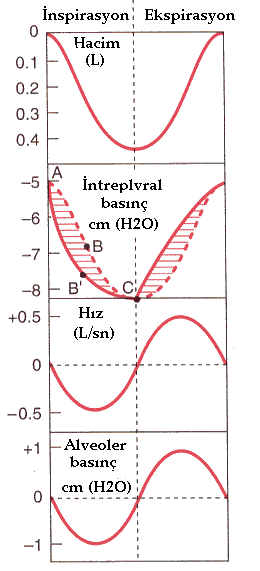 İnspirasyon Ekspirasyon
0
0.1
0.2
0.3
0.4
Hacim
(L)
-5
-6
-7
-8
A
İntreplvral
basınç
cm (H2O)
B
B'
C
+0.5
0
-0.5
Hız
(L/sn)
+1
0
-1
Alveoler
basınç
cm (H2O)